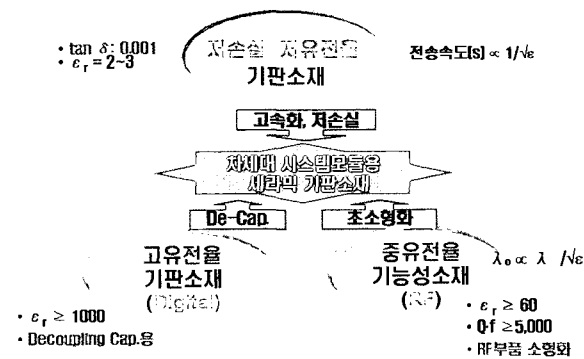 저손실 저유전율
기판소재
• tan δ: 0.001
• εr = 2~3
전송속도[s] ∝ 1/√ε
고속화, 저손실
차세대 시스템모듈용
세라믹 기판소재
De-Cap.
초소형화
고유전율
기판소재
(Digital)
• εr ≥ 1000
• Decoupling Cap.용
중유전율
기능성소재
(RF)
λo ∝ λ /√ε
• εr ≥ 60
• Q·f ≥5,000
• RF부품 소형화